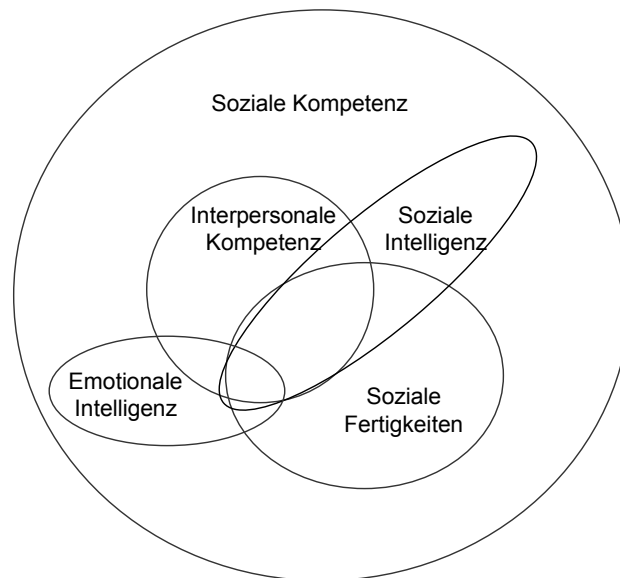 Soziale Kompetenz
Interpersonale
Kompetenz
Soziale
Intelligenz
Emotionale
Intelligenz
Soziale
Fertigkeiten